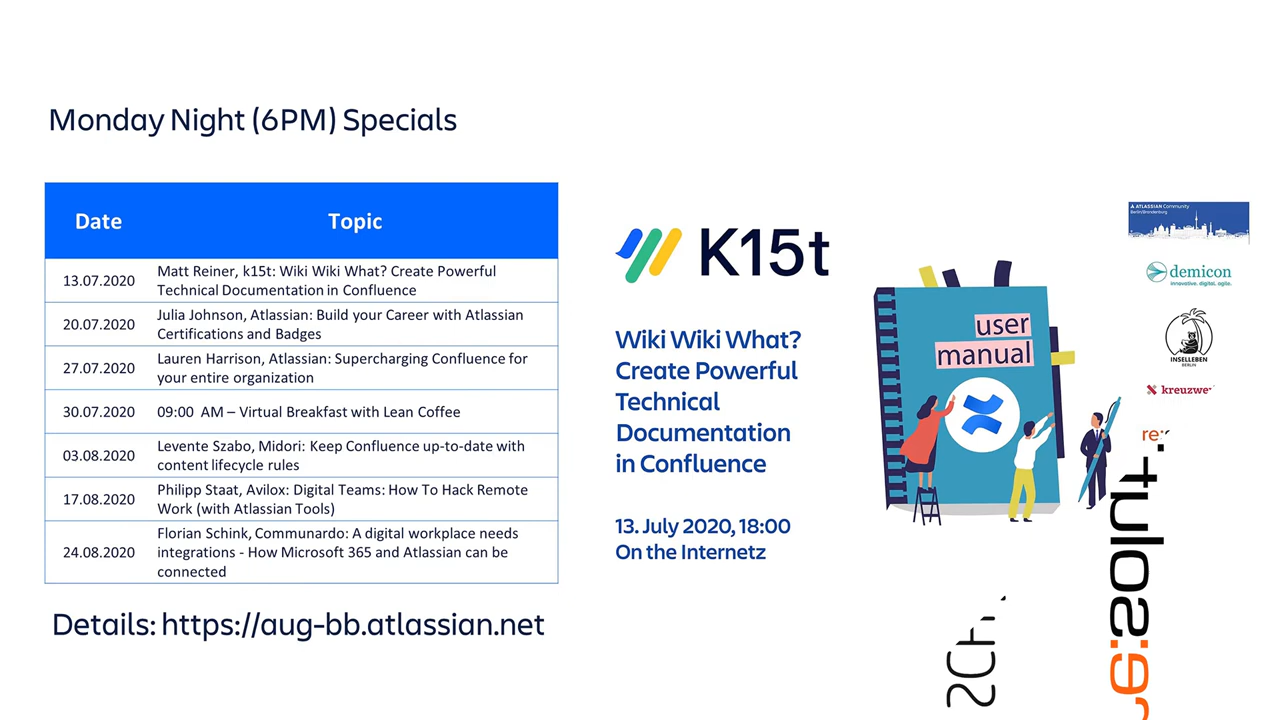 Monday Night (6PM) Specials
Date Topic
13.07.2020 Matt Reiner, k15t: Wiki Wiki What? Create Powerful
Technical Documentation in Confluence
20.07.2020 Julia Johnson, Atlassian: Build your Career with Atlassian
Certifications and Badges
27.07.2020 Lauren Harrison, Atlassian: Supercharging Confluence for
your entire organization
30.07.2020 09:00 AM – Virtual Breakfast with Lean Coffee
03.08.2020 Levente Szabo, Midori: Keep Confluence up-to-date with
content lifecycle rules
17.08.2020 Philipp Staat, Avilox: Digital Teams: How To Hack Remote
Work (with Atlassian Tools)
24.08.2020 Florian Schink, Communardo: A digital workplace needs
integrations - How Microsoft 365 and Atlassian can be
connected
Details: https://aug-bb.atlassian.net
K15t
Wiki Wiki What?
Create Powerful
Technical
Documentation
in Confluence
13. July 2020, 18:00
On the Internetz
user
manual
ATLASSIAN Community
Berlin/Brandenburg
demicon
innovative. digital. agile.
INSELLEBEN
BERLIN
kreuzwe